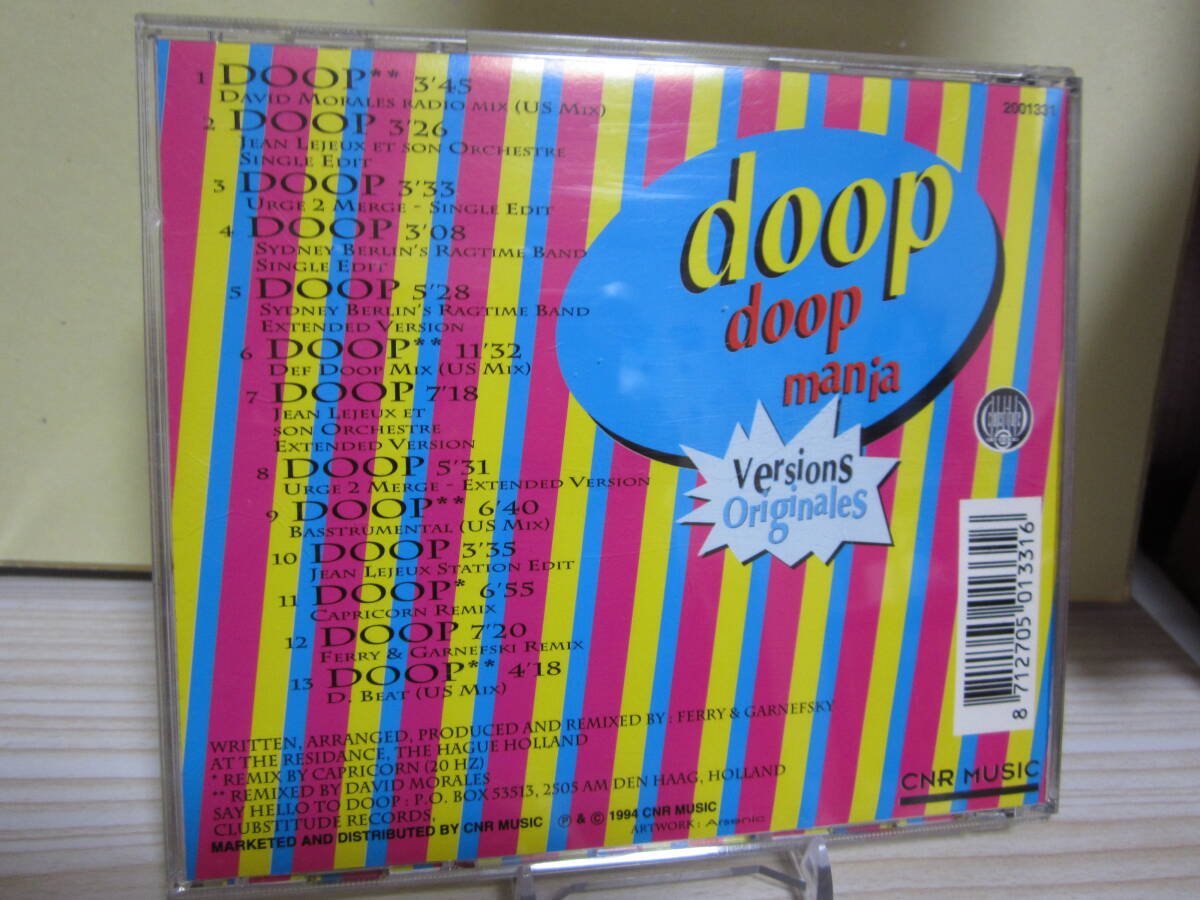 1 DOOP** 3'45
DAVID MORALES RADIO MIX (US MIX)
2 DOOP 3'26
JEAN LEJEUX ET SON ORCHESTRE
SINGLE EDIT
3 DOOP 3'33
URGE 2 MERGE - SINGLE EDIT
4 DOOP 3'08
SYDNEY BERLIN'S RAGTIME BAND
SINGLE EDIT
5 DOOP 5'28
SYDNEY BERLIN'S RAGTIME BAND
EXTENDED VERSION
6 DOOP** 11'32
DEF DOOP MIX (US MIX)
7 DOOP 7'18
JEAN LEJEUX ET
SON ORCHESTRE
EXTENDED VERSION
8 DOOP 5'31
URGE 2 MERGE - EXTENDED VERSION
9 DOOP** 6'40
BASSTRUMENTAL (US MIX)
10 DOOP 3'35
JEAN LEJEUX STATION EDIT
11 DOOP* 6'55
CAPRICORN REMIX
12 DOOP 7'20
FERRY & GARNEFSKI REMIX
13 DOOP** 4'18
D. BEAT (US MIX)
WRITTEN, ARRANGED, PRODUCED AND REMIXED BY : FERRY & GARNEFSKY
AT THE RESIDANCE, THE HAGUE HOLLAND
* REMIX BY CAPRICORN (20 HZ)
** REMIXED BY DAVID MORALES
SAY HELLO TO DOOP : P.O. BOX 53513, 2505 AM DEN HAAG, HOLLAND
CLUBSTITUDE RECORDS,
MARKETED AND DISTRIBUTED BY CNR MUSIC ℗ & © 1994 CNR MUSIC
ARTWORK : Arsenic
2001331
doop
doop
mania
Versions
Originales
8 712705 013316
CNR MUSIC